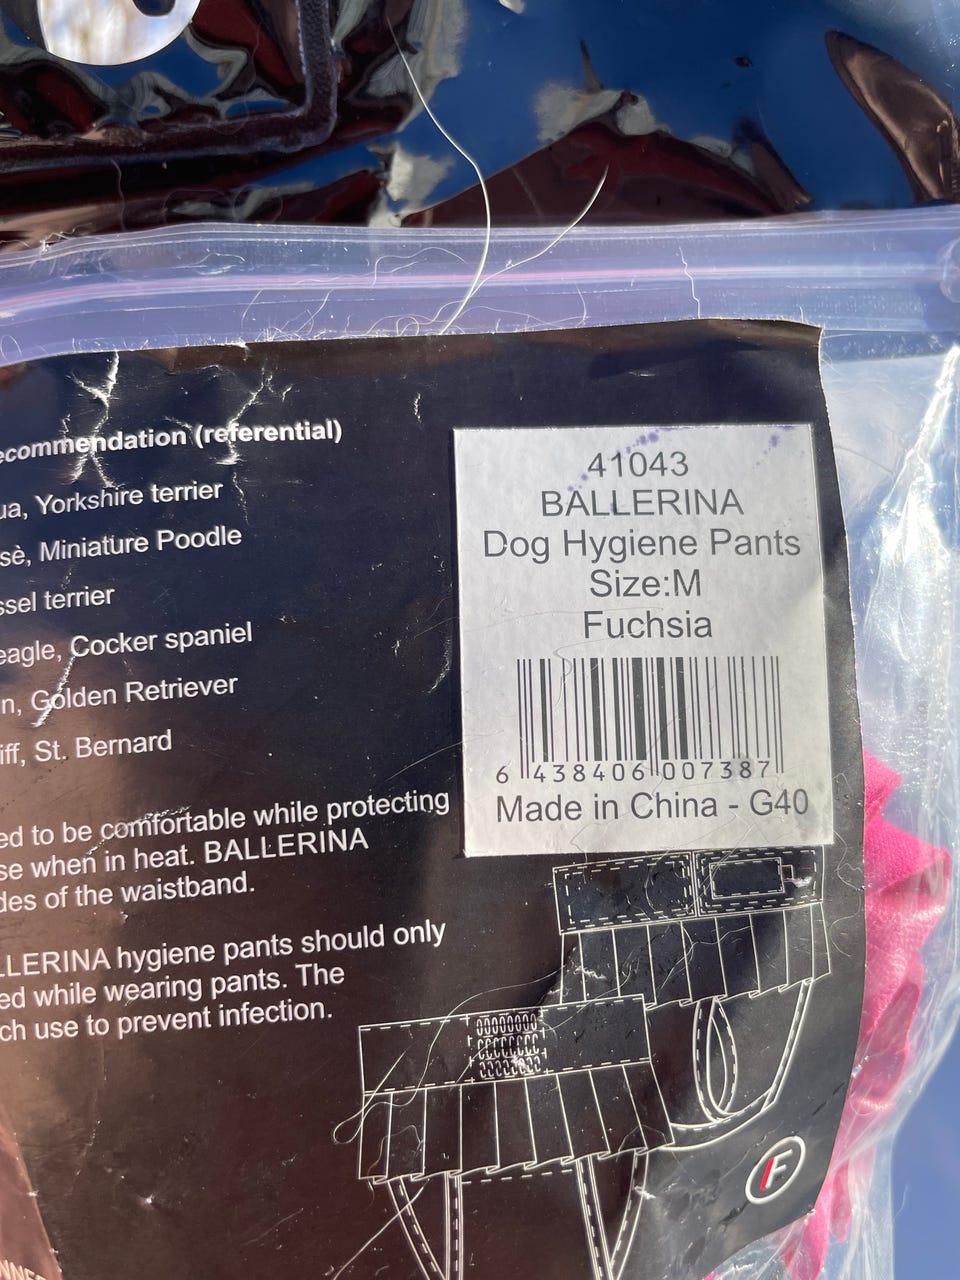 ecommendation (referential)
ua, Yorkshire terrier
sè, Miniature Poodle
ssel terrier
eagle, Cocker spaniel
n, Golden Retriever
iff, St. Bernard
ed to be comfortable while protecting
se when in heat. BALLERINA
des of the waistband.
LLERINA hygiene pants should only
ed while wearing pants. The
ch use to prevent infection.
41043
BALLERINA
Dog Hygiene Pants
Size:M
Fuchsia
6 438406 007387
Made in China - G40
F